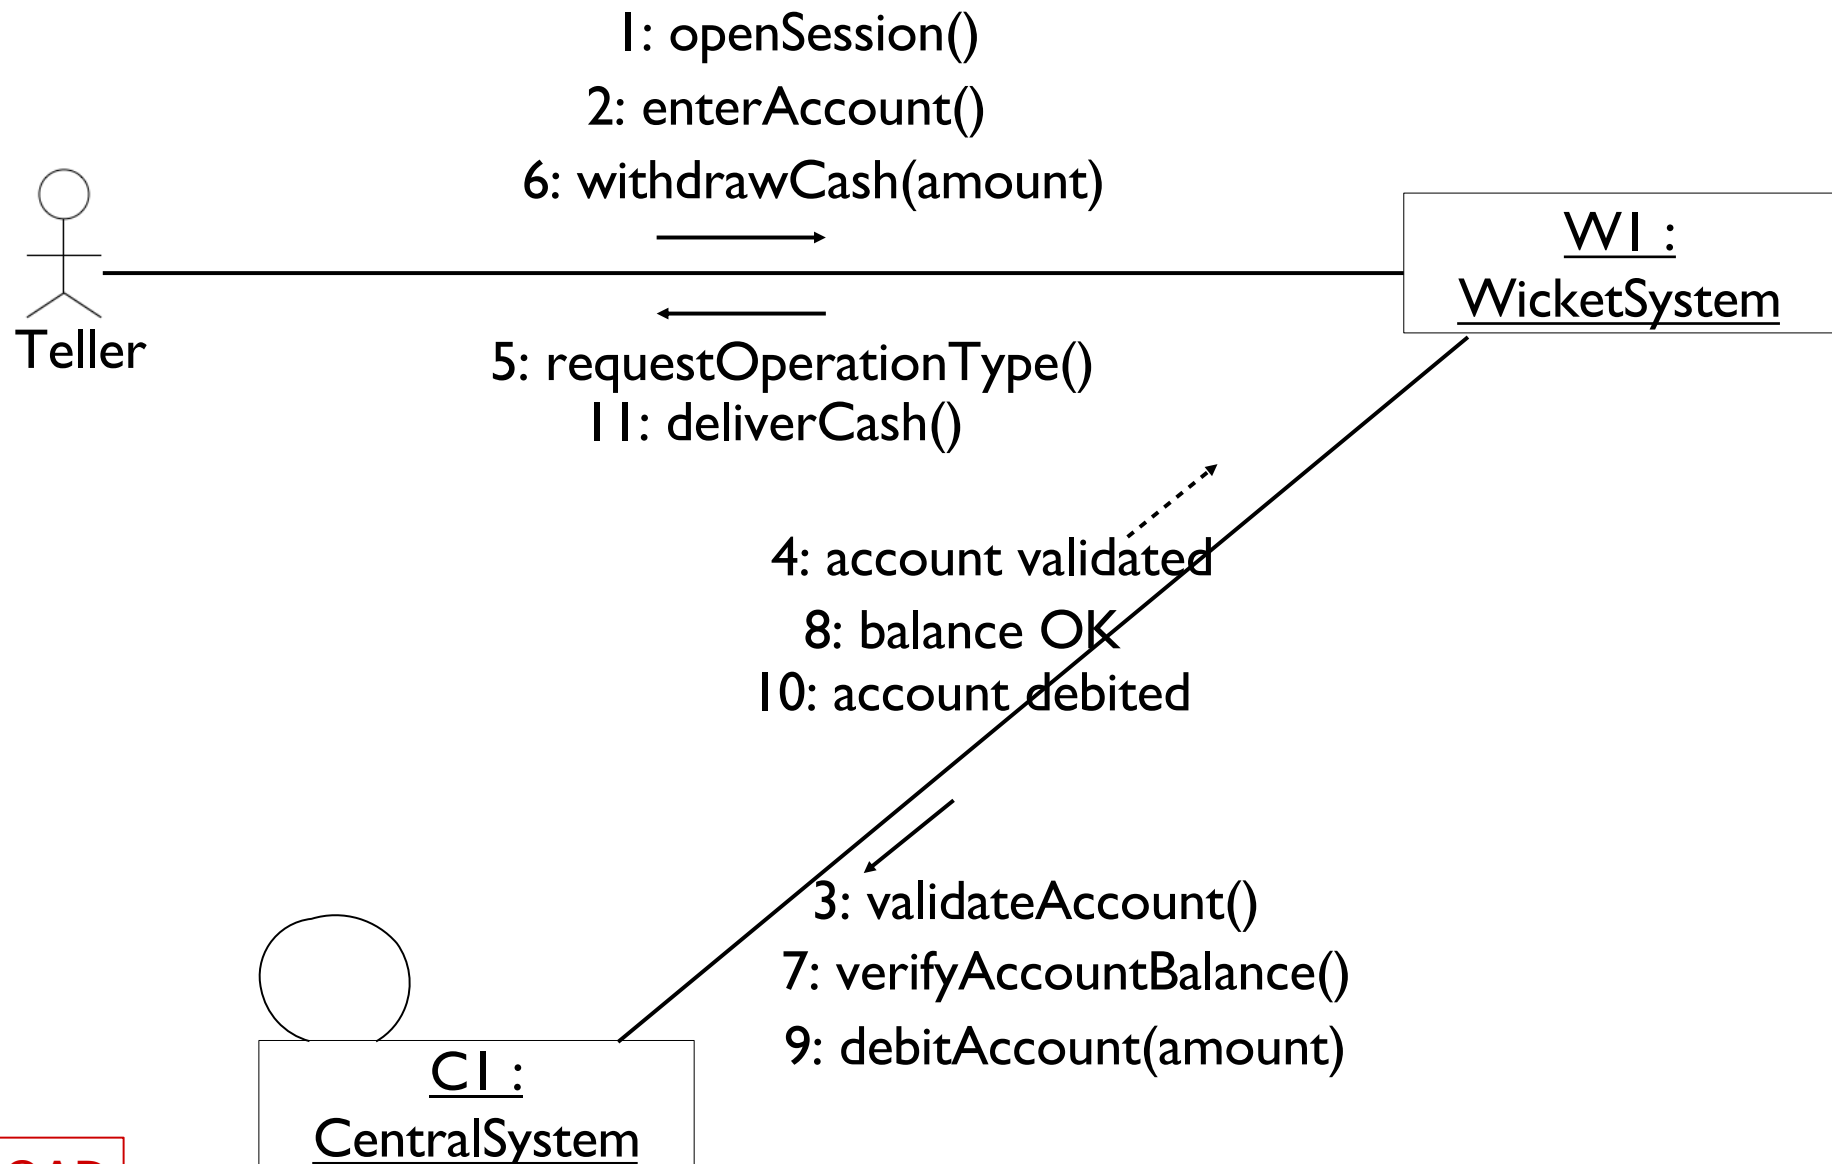 1: openSession()
2: enterAccount()
6: withdrawCash(amount)
W1 :
WicketSystem
Teller
5: requestOperationType()
11: deliverCash()
4: account validated
8: balance OK
10: account debited
3: validateAccount()
7: verifyAccountBalance()
9: debitAccount(amount)
C1 :
CentralSystem